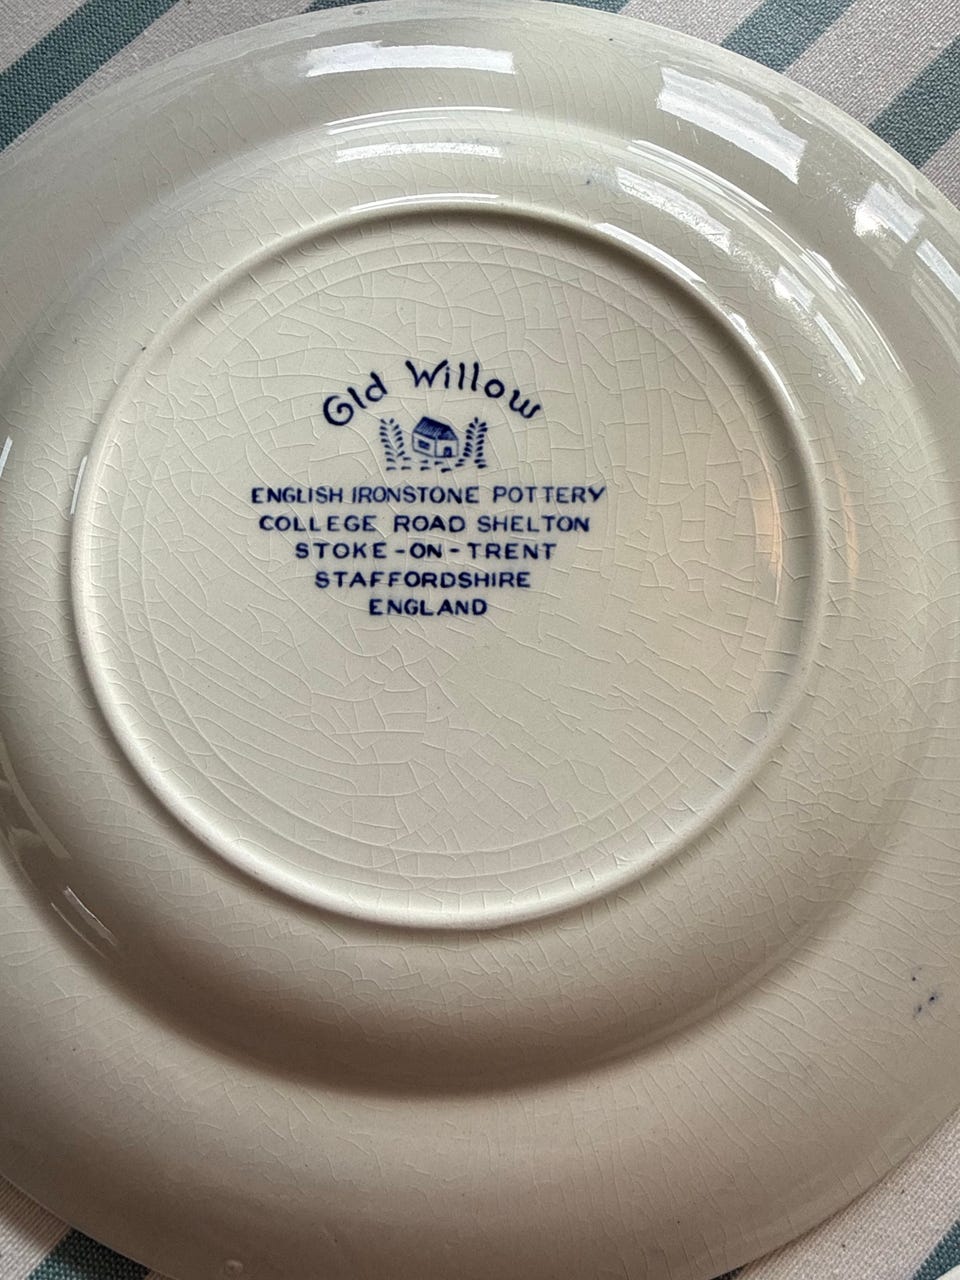 Old Willow
ENGLISH IRONSTONE POTTERY
COLLEGE ROAD SHELTON
STOKE-ON-TRENT
STAFFORDSHIRE
ENGLAND